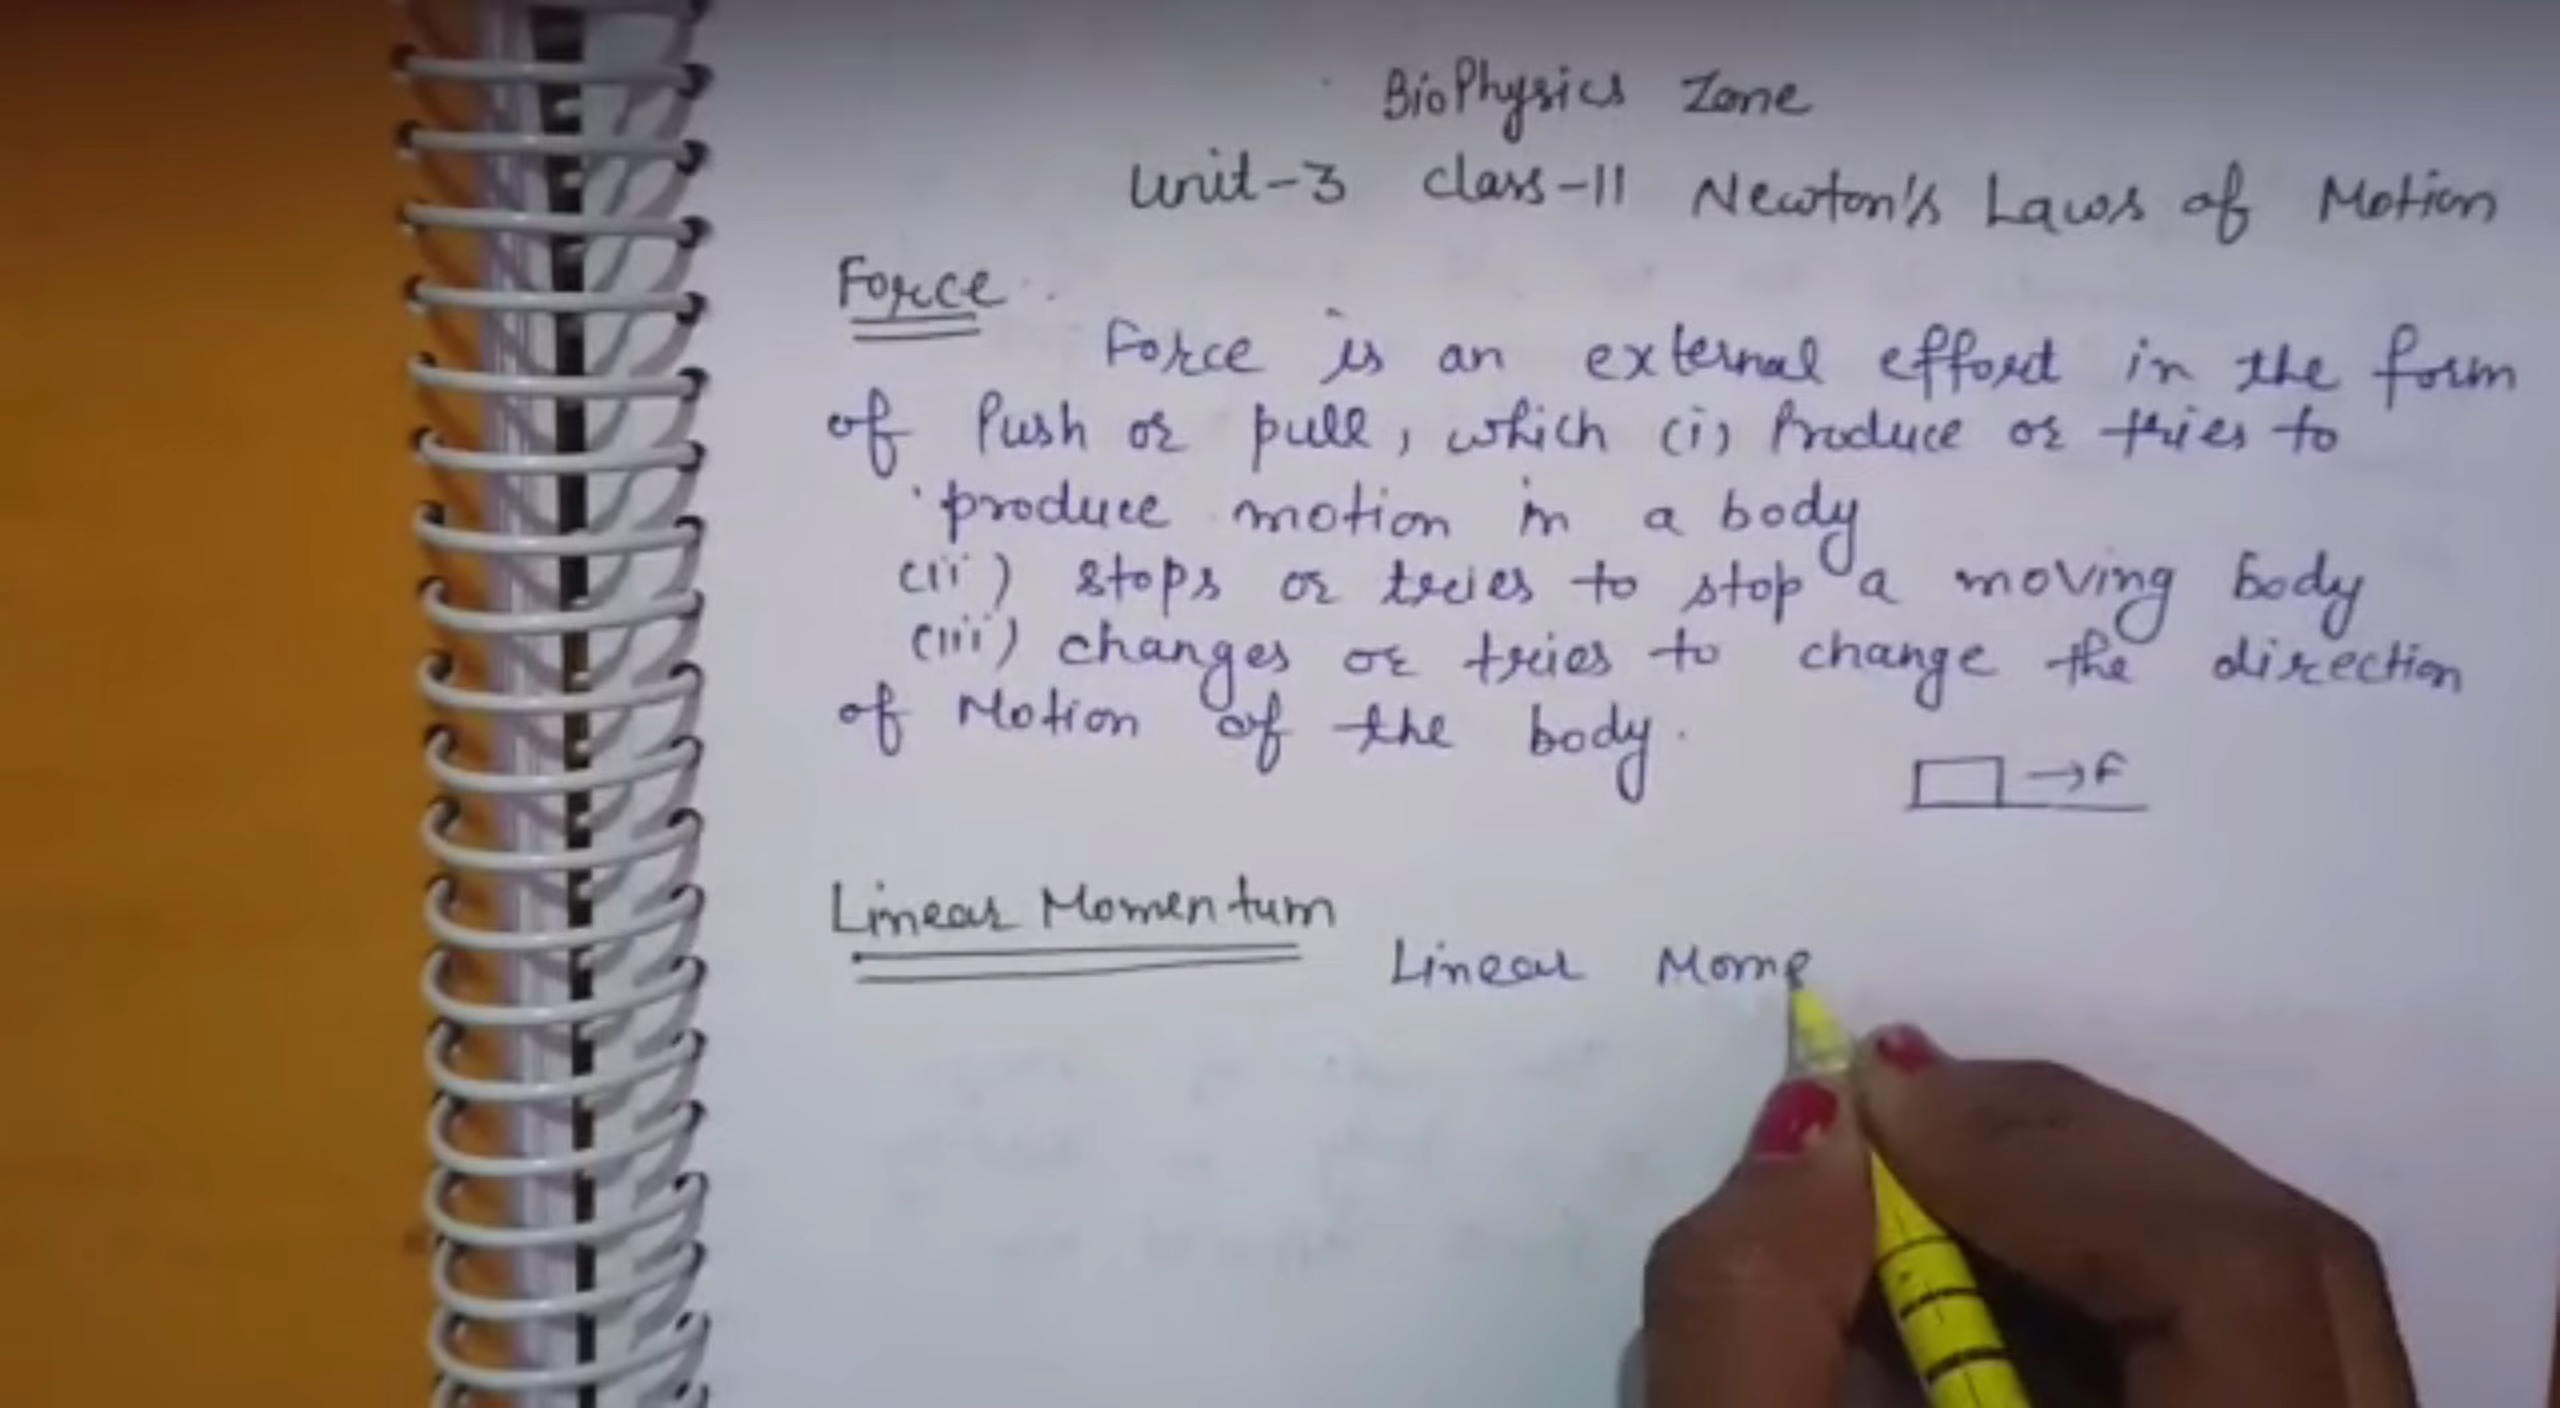 BioPhysics Zone
Unit-3 class-11 Newton's Laws of Motion
Force
Force is an external effort in the form
of Push or pull, which (i) Produce or tries to
produce motion in a body
(ii) stops or tries to stop a moving body
(iii) changes or tries to change the direction
of Motion of the body.
→F
Linear Momentum
Linear Mome